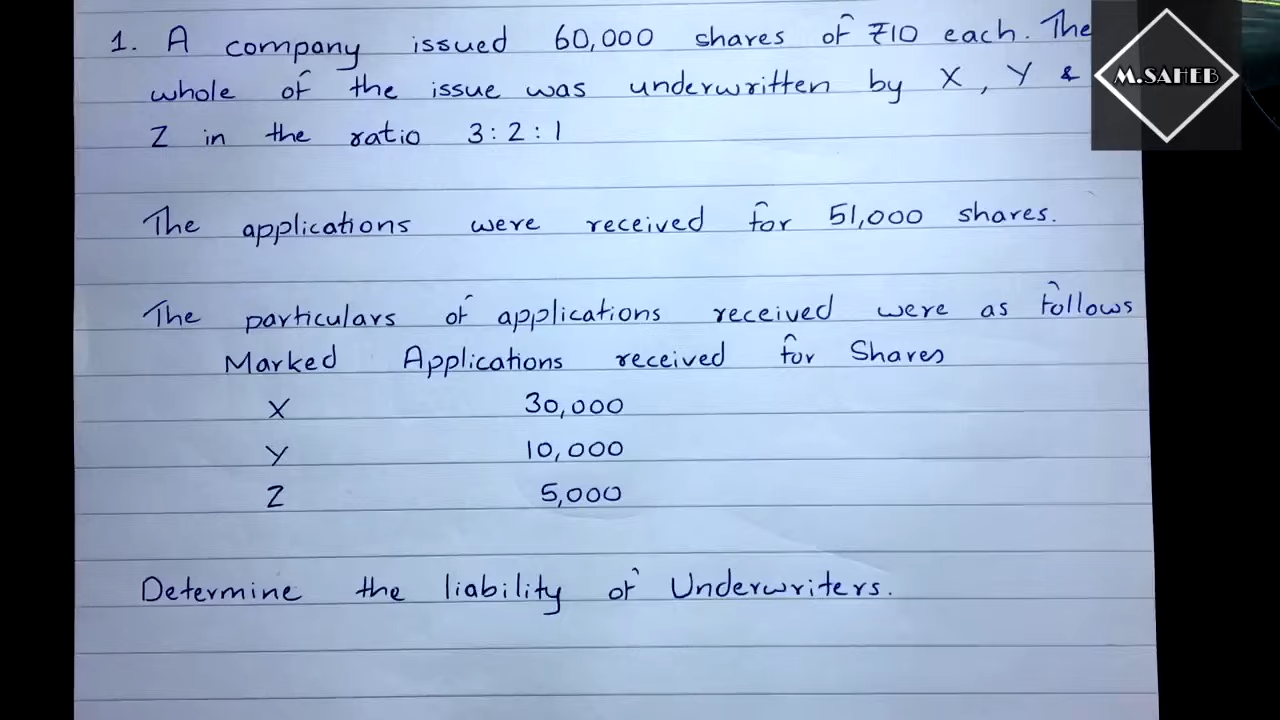 1. A company issued 60,000 shares of ₹10 each. The
whole of the issue was underwritten by X, Y &
Z in the ratio 3:2:1
The applications were received for 51,000 shares.
The particulars of applications received were as follows
Marked Applications received for Shares
X 30,000
Y 10,000
Z 5,000
Determine the liability of Underwriters.
M.SAHEB